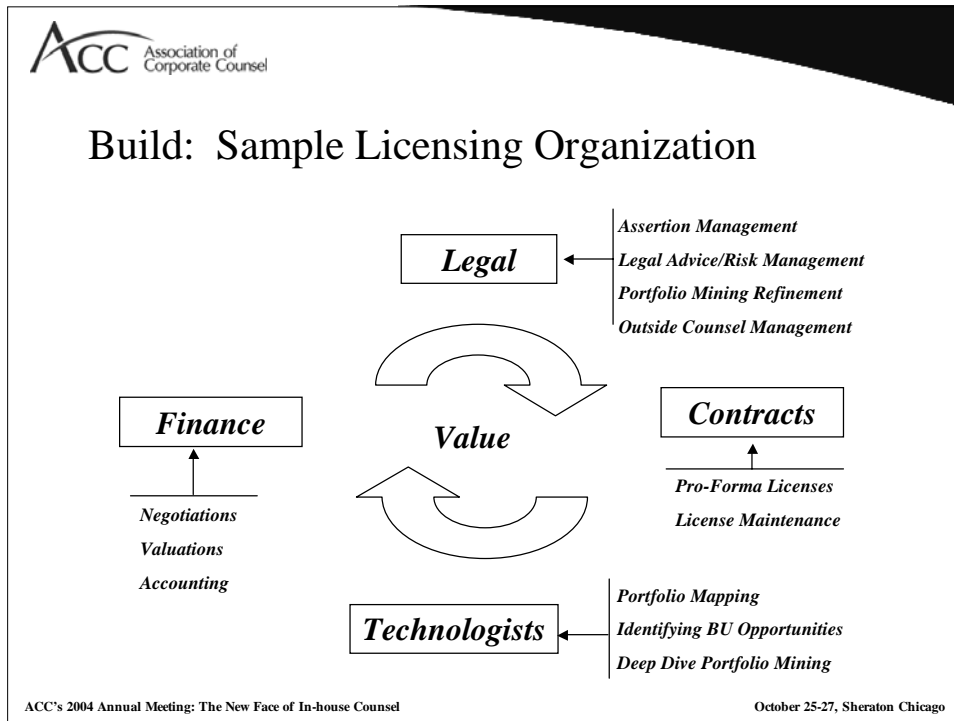 ACC Association of
Corporate Counsel
Build: Sample Licensing Organization
Legal
Assertion Management
Legal Advice/Risk Management
Portfolio Mining Refinement
Outside Counsel Management
Finance
Negotiations
Valuations
Accounting
Value
Contracts
Pro-Forma Licenses
License Maintenance
Technologists
Portfolio Mapping
Identifying BU Opportunities
Deep Dive Portfolio Mining
ACC's 2004 Annual Meeting: The New Face of In-house Counsel
October 25-27, Sheraton Chicago